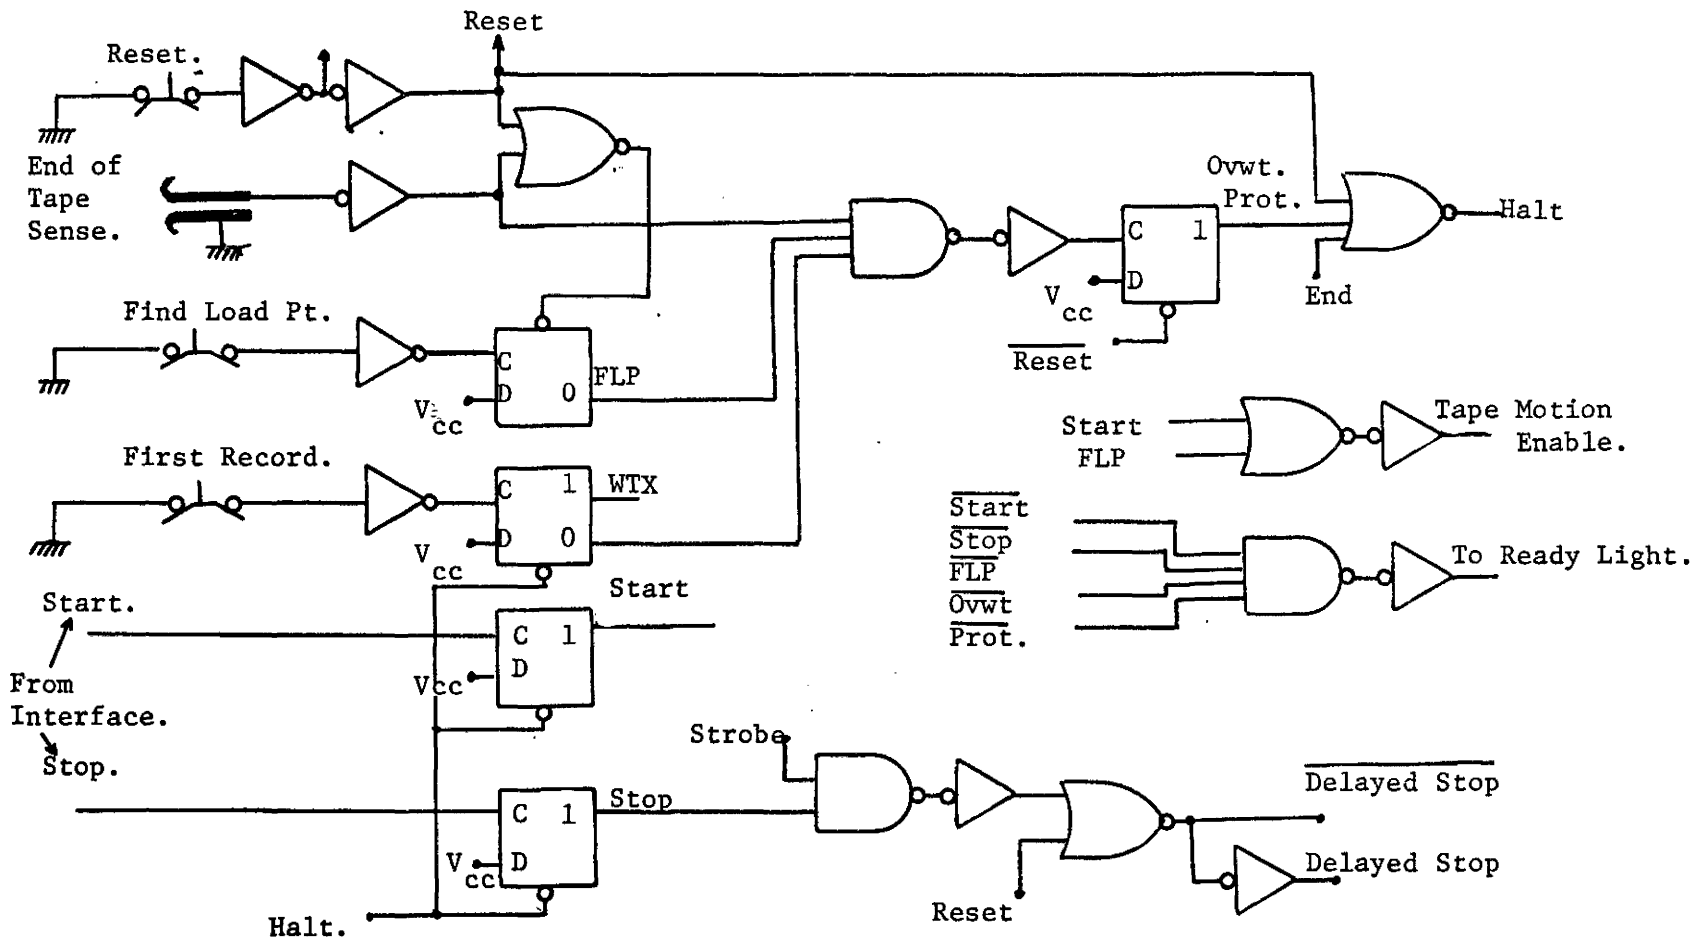 Reset
Reset.
End of
Tape
Sense.
Ovwt.
Prot.
Halt
C 1
D
Vcc
End
Reset
Find Load Pt.
C
D 0
FLP
Vcc
Start
FLP
Tape Motion
Enable.
First Record.
C 1
D 0
WTX
Vcc
Start
Stop
FLP
Ovwt
Prot.
To Ready Light.
Start.
Start
C 1
D
Vcc
From
Interface.
Stop.
Strobe
Stop
C 1
D
Vcc
Delayed Stop
Delayed Stop
Reset
Halt.